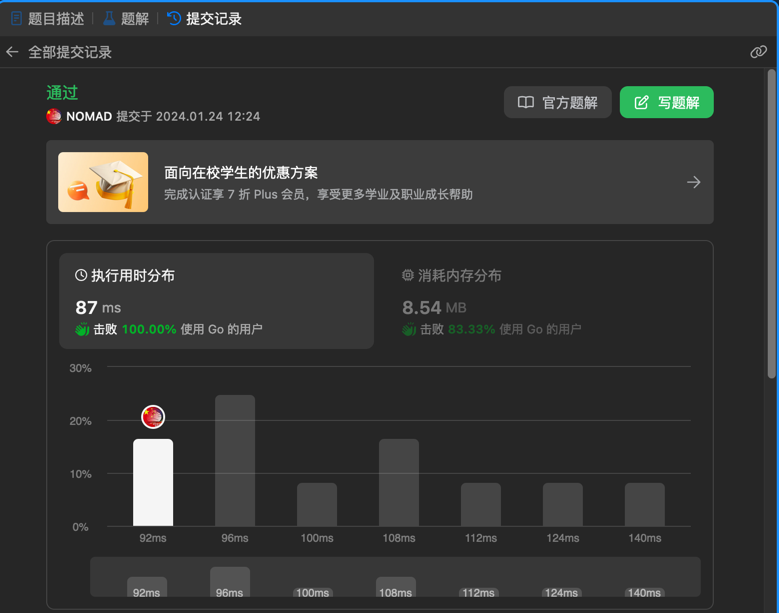 题目描述 | 题解 | 提交记录
全部提交记录
通过
NOMAD 提交于 2024.01.24 12:24
官方题解
写题解
面向在校学生的优惠方案
完成认证享 7 折 Plus 会员，享受更多学业及职业成长帮助
执行用时分布
87 ms
击败 100.00% 使用 Go 的用户
消耗内存分布
8.54 MB
击败 83.33% 使用 Go 的用户
30%
20%
10%
0%
92ms 96ms 100ms 108ms 112ms 124ms 140ms
92ms 96ms 100ms 108ms 112ms 124ms 140ms